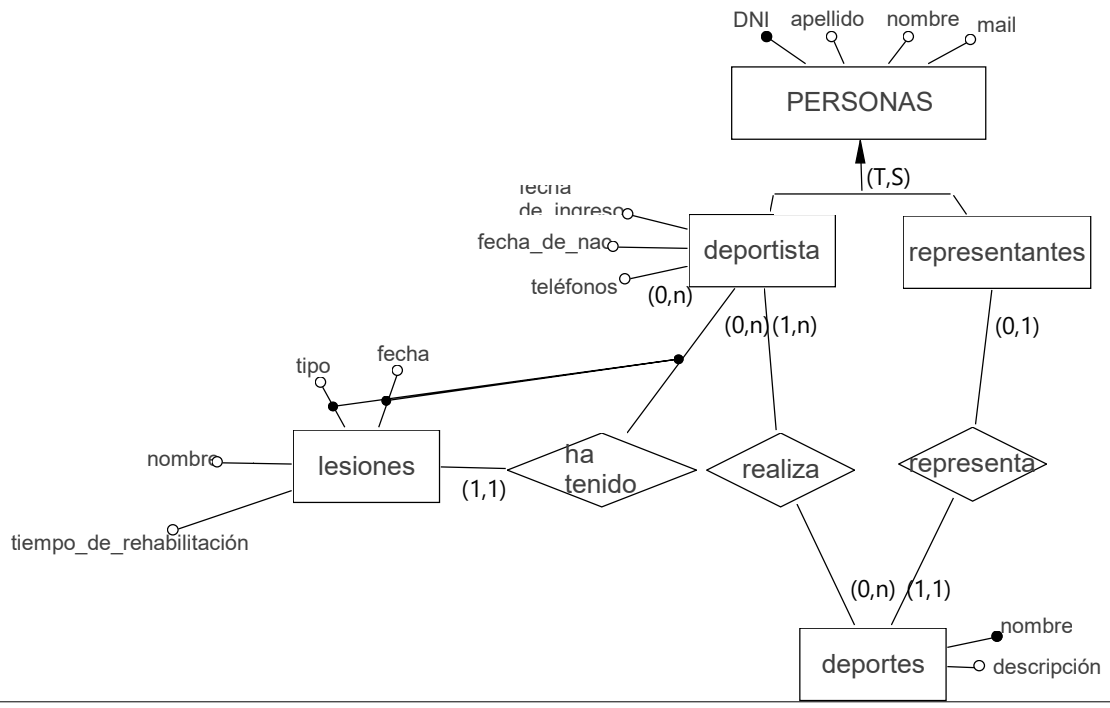 DNI apellido nombre mail
PERSONAS
(T,S)
fecha
de_ingreso
fecha_de_nac
teléfonos
deportista
representantes
(0,n)
(0,n) (1,n)
(0,1)
tipo
fecha
nombre
lesiones
tiempo_de_rehabilitación
(1,1)
ha
tenido
realiza
representa
(0,n) (1,1)
deportes
nombre
descripción